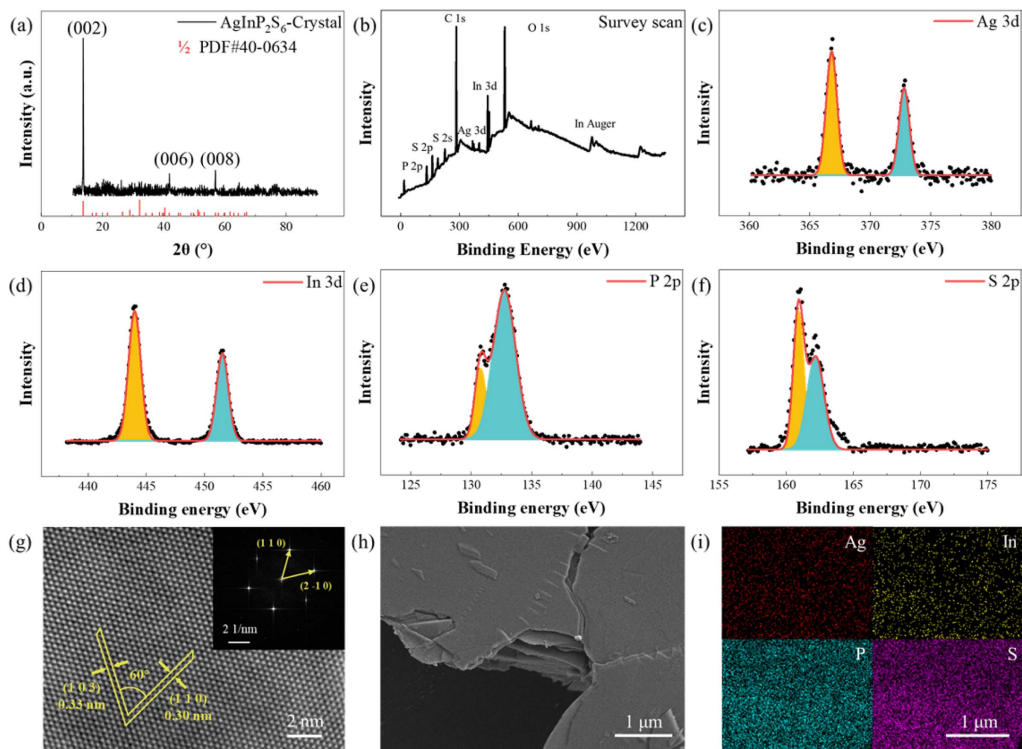 (a)
AgInP₂S₆-Crystal
½ PDF#40-0634
(002)
(006)
(008)
Intensity (a.u.)
0 20 40 60 80
2θ (°)
(b)
Survey scan
C 1s
O 1s
In 3d
Ag 3d
S 2s
S 2p
P 2p
In Auger
Intensity
0 300 600 900 1200
Binding Energy (eV)
(c)
Ag 3d
Intensity
360 365 370 375 380
Binding energy (eV)
(d)
In 3d
Intensity
440 445 450 455 460
Binding energy (eV)
(e)
P 2p
Intensity
125 130 135 140 145
Binding energy (eV)
(f)
S 2p
Intensity
155 160 165 170 175
Binding energy (eV)
(g)
(1 1 0)
(2 -1 0)
2 1/nm
60°
(1 0 3)
0.33 nm
(1 1 0)
0.30 nm
2 nm
(h)
1 μm
(i)
Ag
In
P
S
1 μm